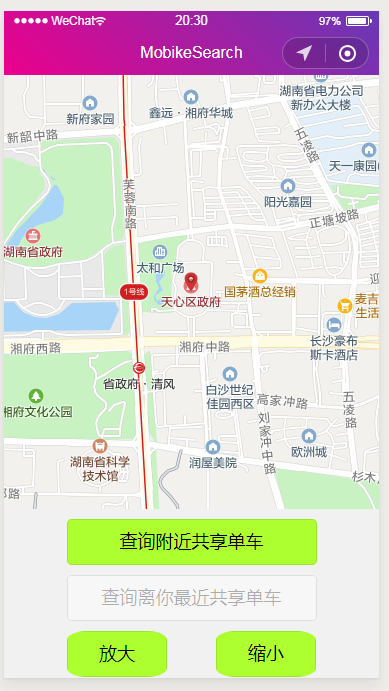 WeChat 20:30 97%
MobikeSearch
湖南省电力公司
新办公大楼
新府家园
鑫远·湘府华城
新韶中路
五凌路
天一康园
芙蓉南路
阳光嘉园
正塘坡路
湖南省政府
太和广场
迎
天心区政府
国茅酒总经销
1号线
麦吉
生活
长沙豪布
斯卡酒店
湘府西路
湘府中路
省政府·清风
白沙世纪
佳园西区
高家冲路
五凌路
湘府文化公园
刘家冲中路
湖南省科学
技术馆
润屋美院
欧洲城
杉木
路
查询附近共享单车
查询离你最近共享单车
放大
缩小